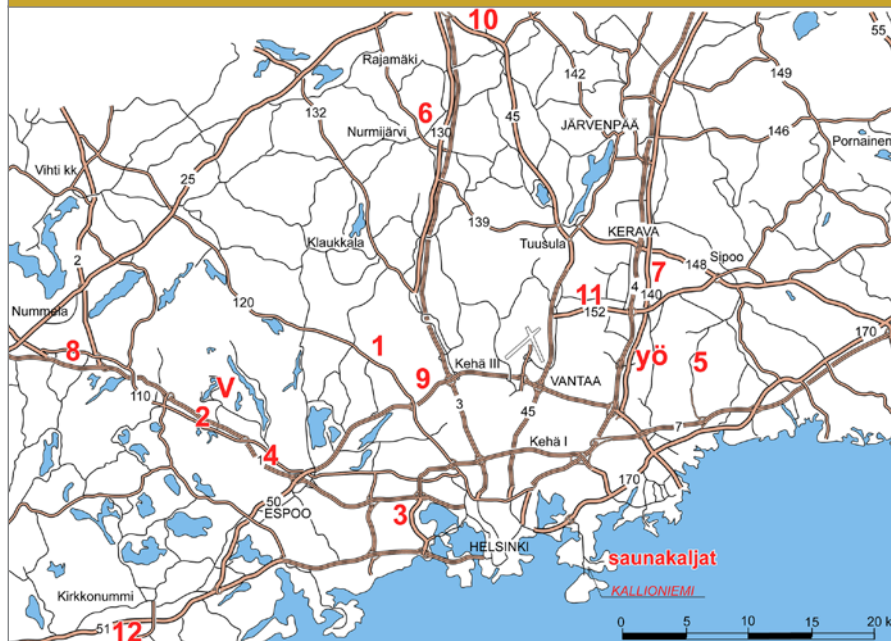 10
55
Rajamäki
142
149
132
6
45
Nurmijärvi
130
JÄRVENPÄÄ
146
Pornainen
Vihti kk
25
139
Klaukkala
Tuusula
KERAVA
148
Sipoo
2
7
4
140
11
152
Nummela
120
170
8
1
9
Kehä III
yö
5
V
VANTAA
110
2
3
45
Kehä I
7
4
1
170
50
ESPOO
3
HELSINKI
saunakaljat
KALLIONIEMI
Kirkkonummi
51
12
0 5 10 15 20 k